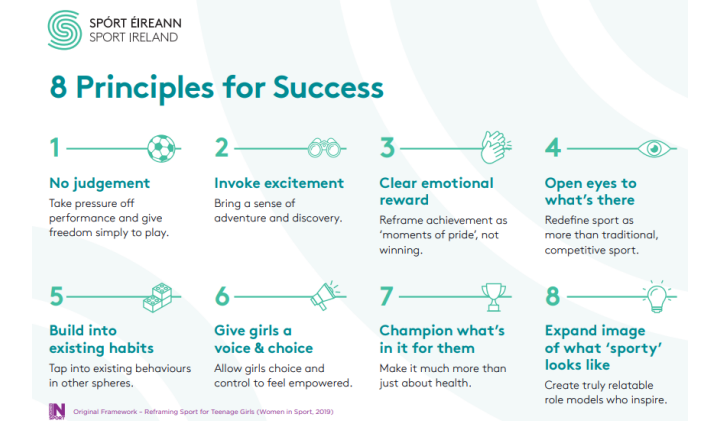 SPÓRT ÉIREANN
SPORT IRELAND
8 Principles for Success
1
No judgement
Take pressure off
performance and give
freedom simply to play.
2
Invoke excitement
Bring a sense of
adventure and discovery.
3
Clear emotional
reward
Reframe achievement as
‘moments of pride’, not
winning.
4
Open eyes to
what’s there
Redefine sport as
more than traditional,
competitive sport.
5
Build into
existing habits
Tap into existing behaviours
in other spheres.
6
Give girls a
voice & choice
Allow girls choice and
control to feel empowered.
7
Champion what’s
in it for them
Make it much more than
just about health.
8
Expand image
of what ‘sporty’
looks like
Create truly relatable
role models who inspire.
IN
SPORT
Original Framework – Reframing Sport for Teenage Girls (Women in Sport, 2019)